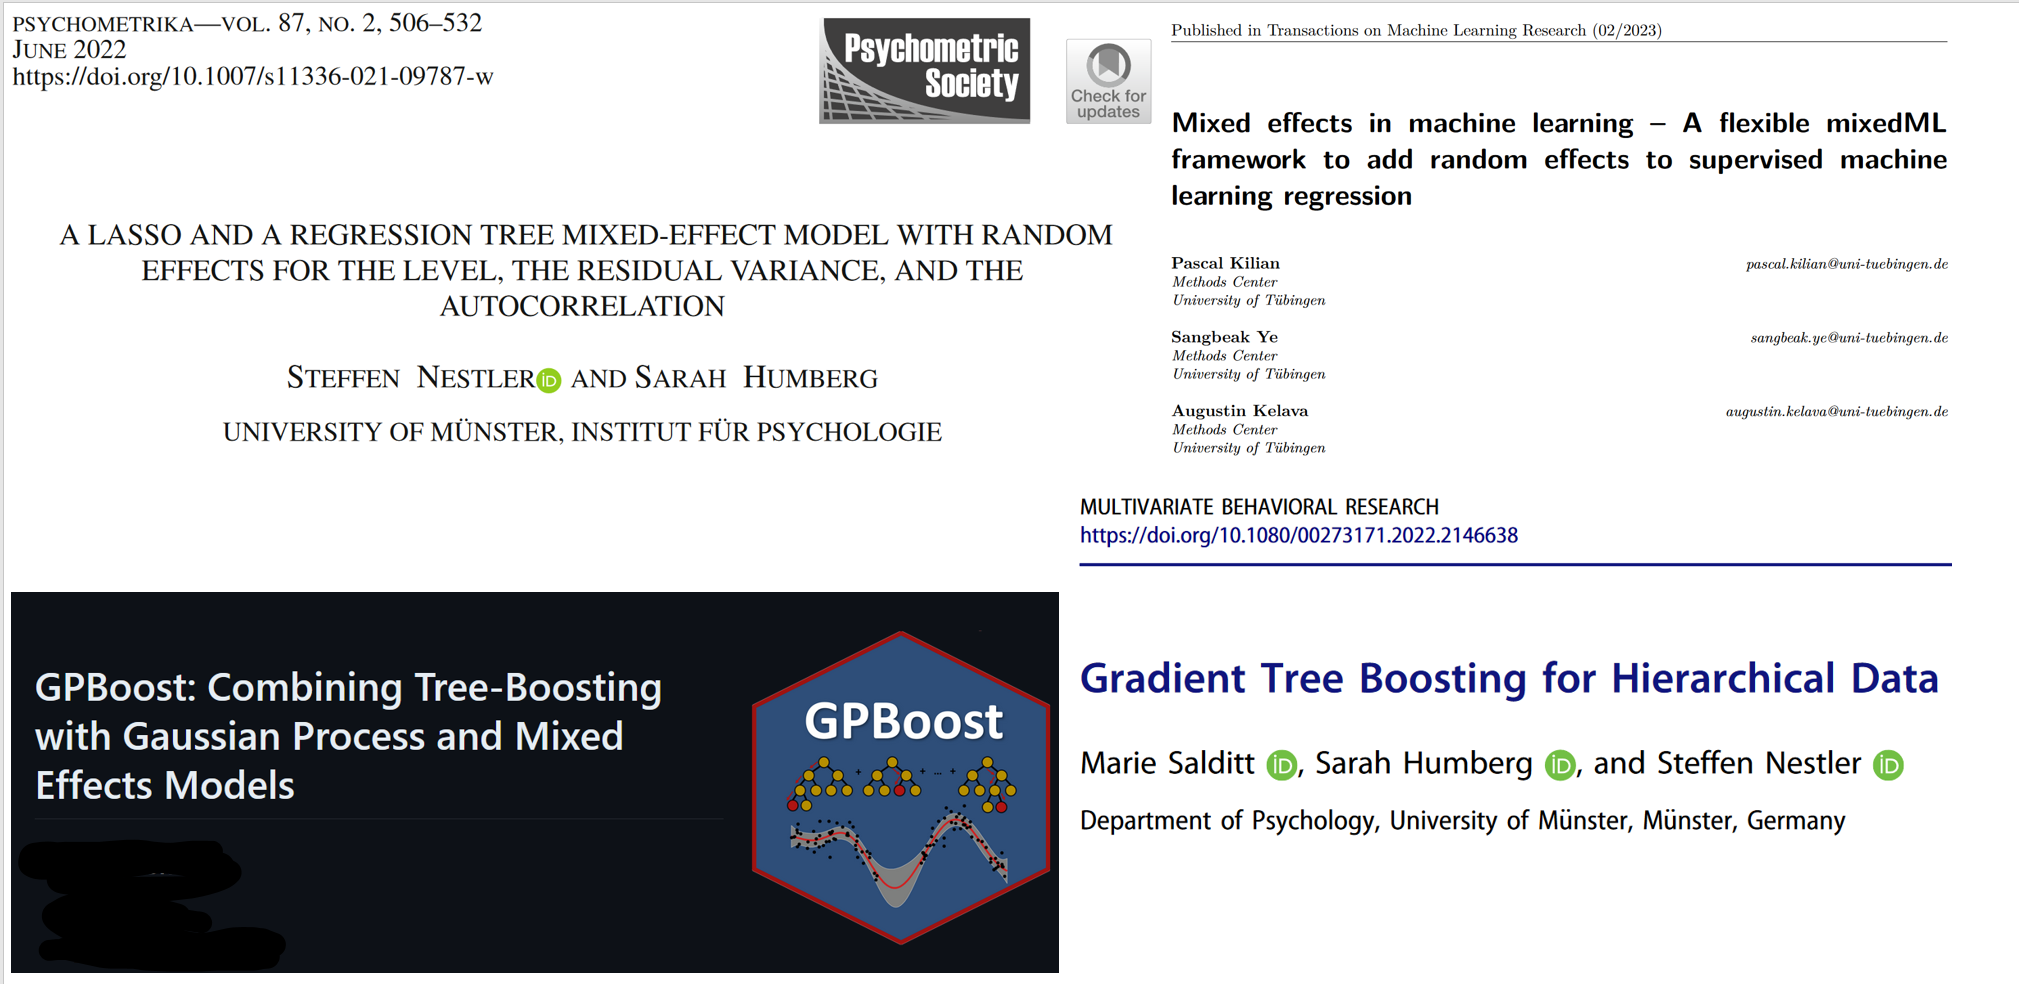 PSYCHOMETRIKA—VOL. 87, NO. 2, 506–532
JUNE 2022
https://doi.org/10.1007/s11336-021-09787-w
Psychometric
Society
Check for
updates
A LASSO AND A REGRESSION TREE MIXED-EFFECT MODEL WITH RANDOM
EFFECTS FOR THE LEVEL, THE RESIDUAL VARIANCE, AND THE
AUTOCORRELATION
STEFFEN NESTLER iD AND SARAH HUMBERG
UNIVERSITY OF MÜNSTER, INSTITUT FÜR PSYCHOLOGIE
Published in Transactions on Machine Learning Research (02/2023)
Mixed effects in machine learning – A flexible mixedML
framework to add random effects to supervised machine
learning regression
Pascal Kilian pascal.kilian@uni-tuebingen.de
Methods Center
University of Tübingen
Sangbeak Ye sangbeak.ye@uni-tuebingen.de
Methods Center
University of Tübingen
Augustin Kelava augustin.kelava@uni-tuebingen.de
Methods Center
University of Tübingen
GPBoost: Combining Tree-Boosting
with Gaussian Process and Mixed
Effects Models
GPBoost
+ + ... +
MULTIVARIATE BEHAVIORAL RESEARCH
https://doi.org/10.1080/00273171.2022.2146638
Gradient Tree Boosting for Hierarchical Data
Marie Salditt iD, Sarah Humberg iD, and Steffen Nestler iD
Department of Psychology, University of Münster, Münster, Germany